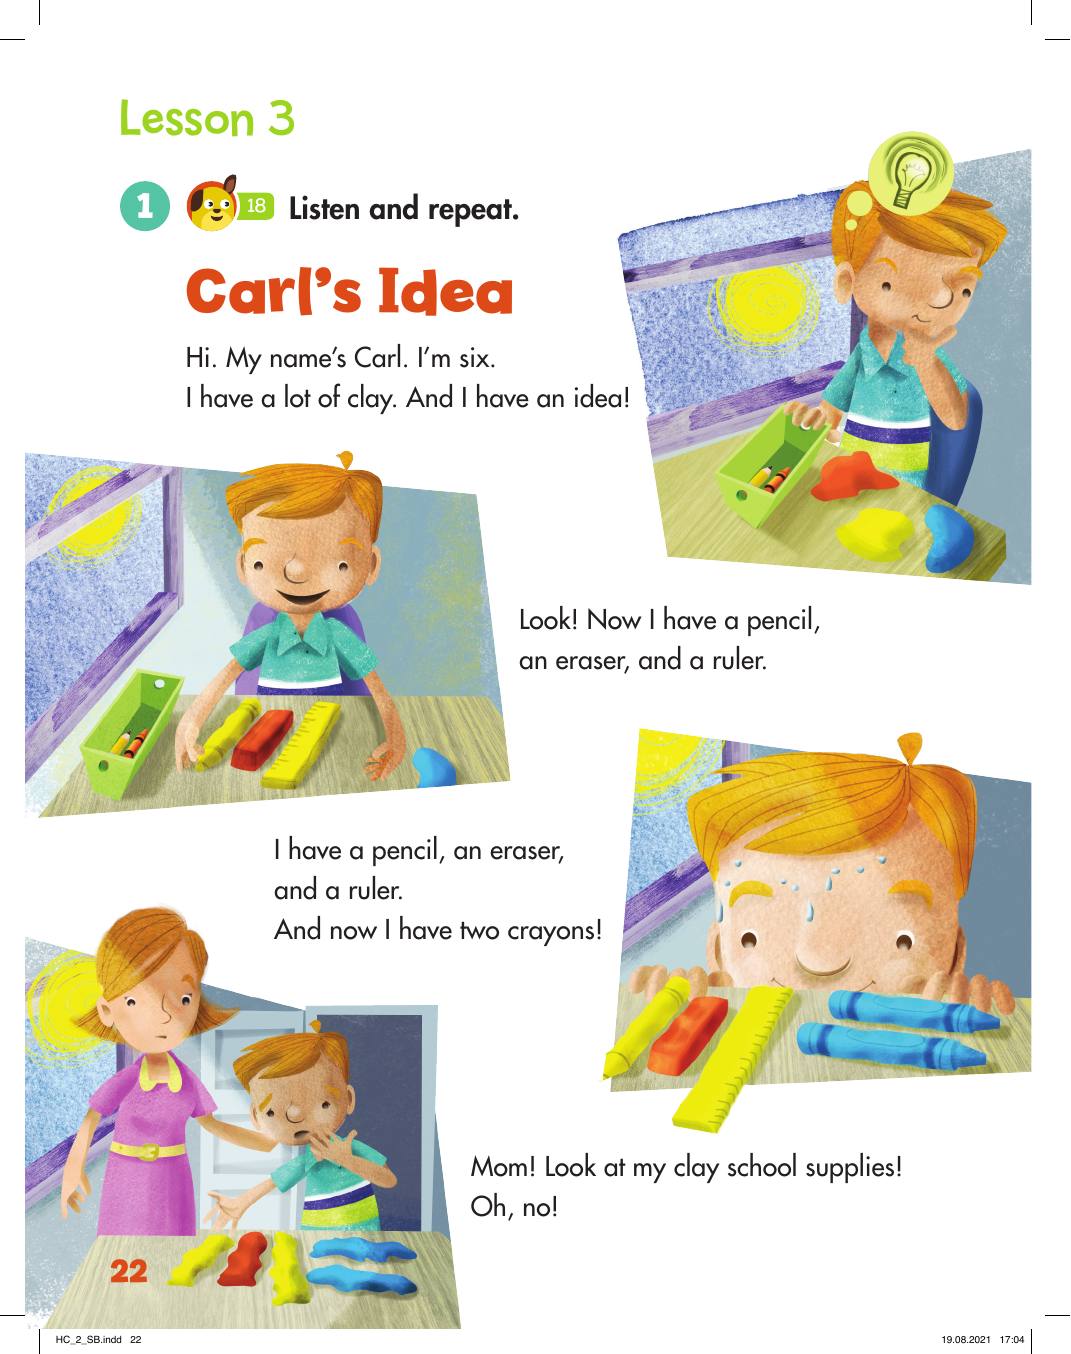 Lesson 3
1 18 Listen and repeat.
Carl's Idea
Hi. My name's Carl. I'm six.
I have a lot of clay. And I have an idea!
Look! Now I have a pencil,
an eraser, and a ruler.
I have a pencil, an eraser,
and a ruler.
And now I have two crayons!
Mom! Look at my clay school supplies!
Oh, no!
22
HC_2_SB.indd 22
19.08.2021 17:04